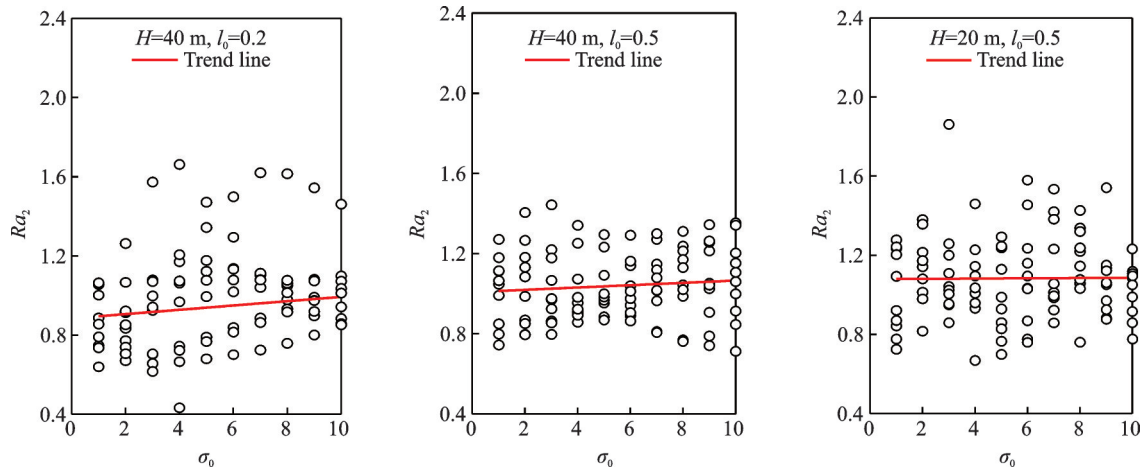 2.4
H=40 m, l₀=0.2
Trend line
2.0
1.6
Ra₂
1.2
0.8
0.4
0 2 4 6 8 10
σ₀
2.4
H=40 m, l₀=0.5
Trend line
2.0
1.6
Ra₂
1.2
0.8
0.4
0 2 4 6 8 10
σ₀
2.4
H=20 m, l₀=0.5
Trend line
2.0
1.6
Ra₂
1.2
0.8
0.4
0 2 4 6 8 10
σ₀